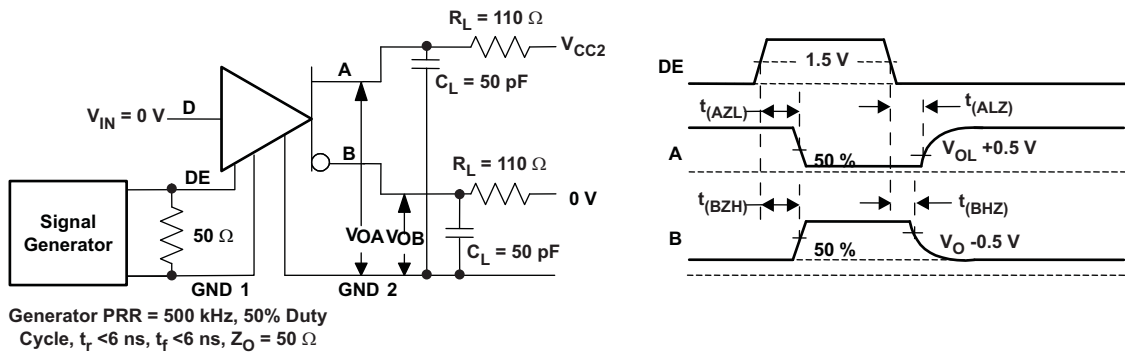 R_L = 110 Ω
V_CC2
A
C_L = 50 pF
V_IN = 0 V
D
B
R_L = 110 Ω
0 V
DE
Signal
Generator
50 Ω
VOA
VOB
C_L = 50 pF
GND 1
GND 2
Generator PRR = 500 kHz, 50% Duty
Cycle, t_r <6 ns, t_f <6 ns, Z_O = 50 Ω
DE
1.5 V
t_(AZL)
t_(ALZ)
A
50 %
V_OL +0.5 V
t_(BZH)
t_(BHZ)
B
50 %
V_O -0.5 V